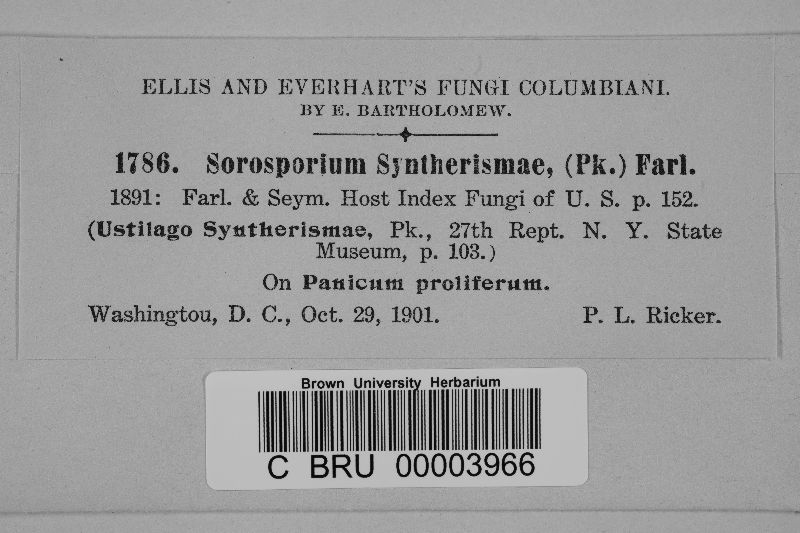 ELLIS AND EVERHART'S FUNGI COLUMBIANI.
BY E. BARTHOLOMEW.
1786. Sorosporium Syntherismae, (Pk.) Farl.
1891: Farl. & Seym. Host Index Fungi of U. S. p. 152.
(Ustilago Syntherismae, Pk., 27th Rept. N. Y. State
Museum, p. 103.)
On Panicum proliferum.
Washingtou, D. C., Oct. 29, 1901. P. L. Ricker.
Brown University Herbarium
C BRU 00003966